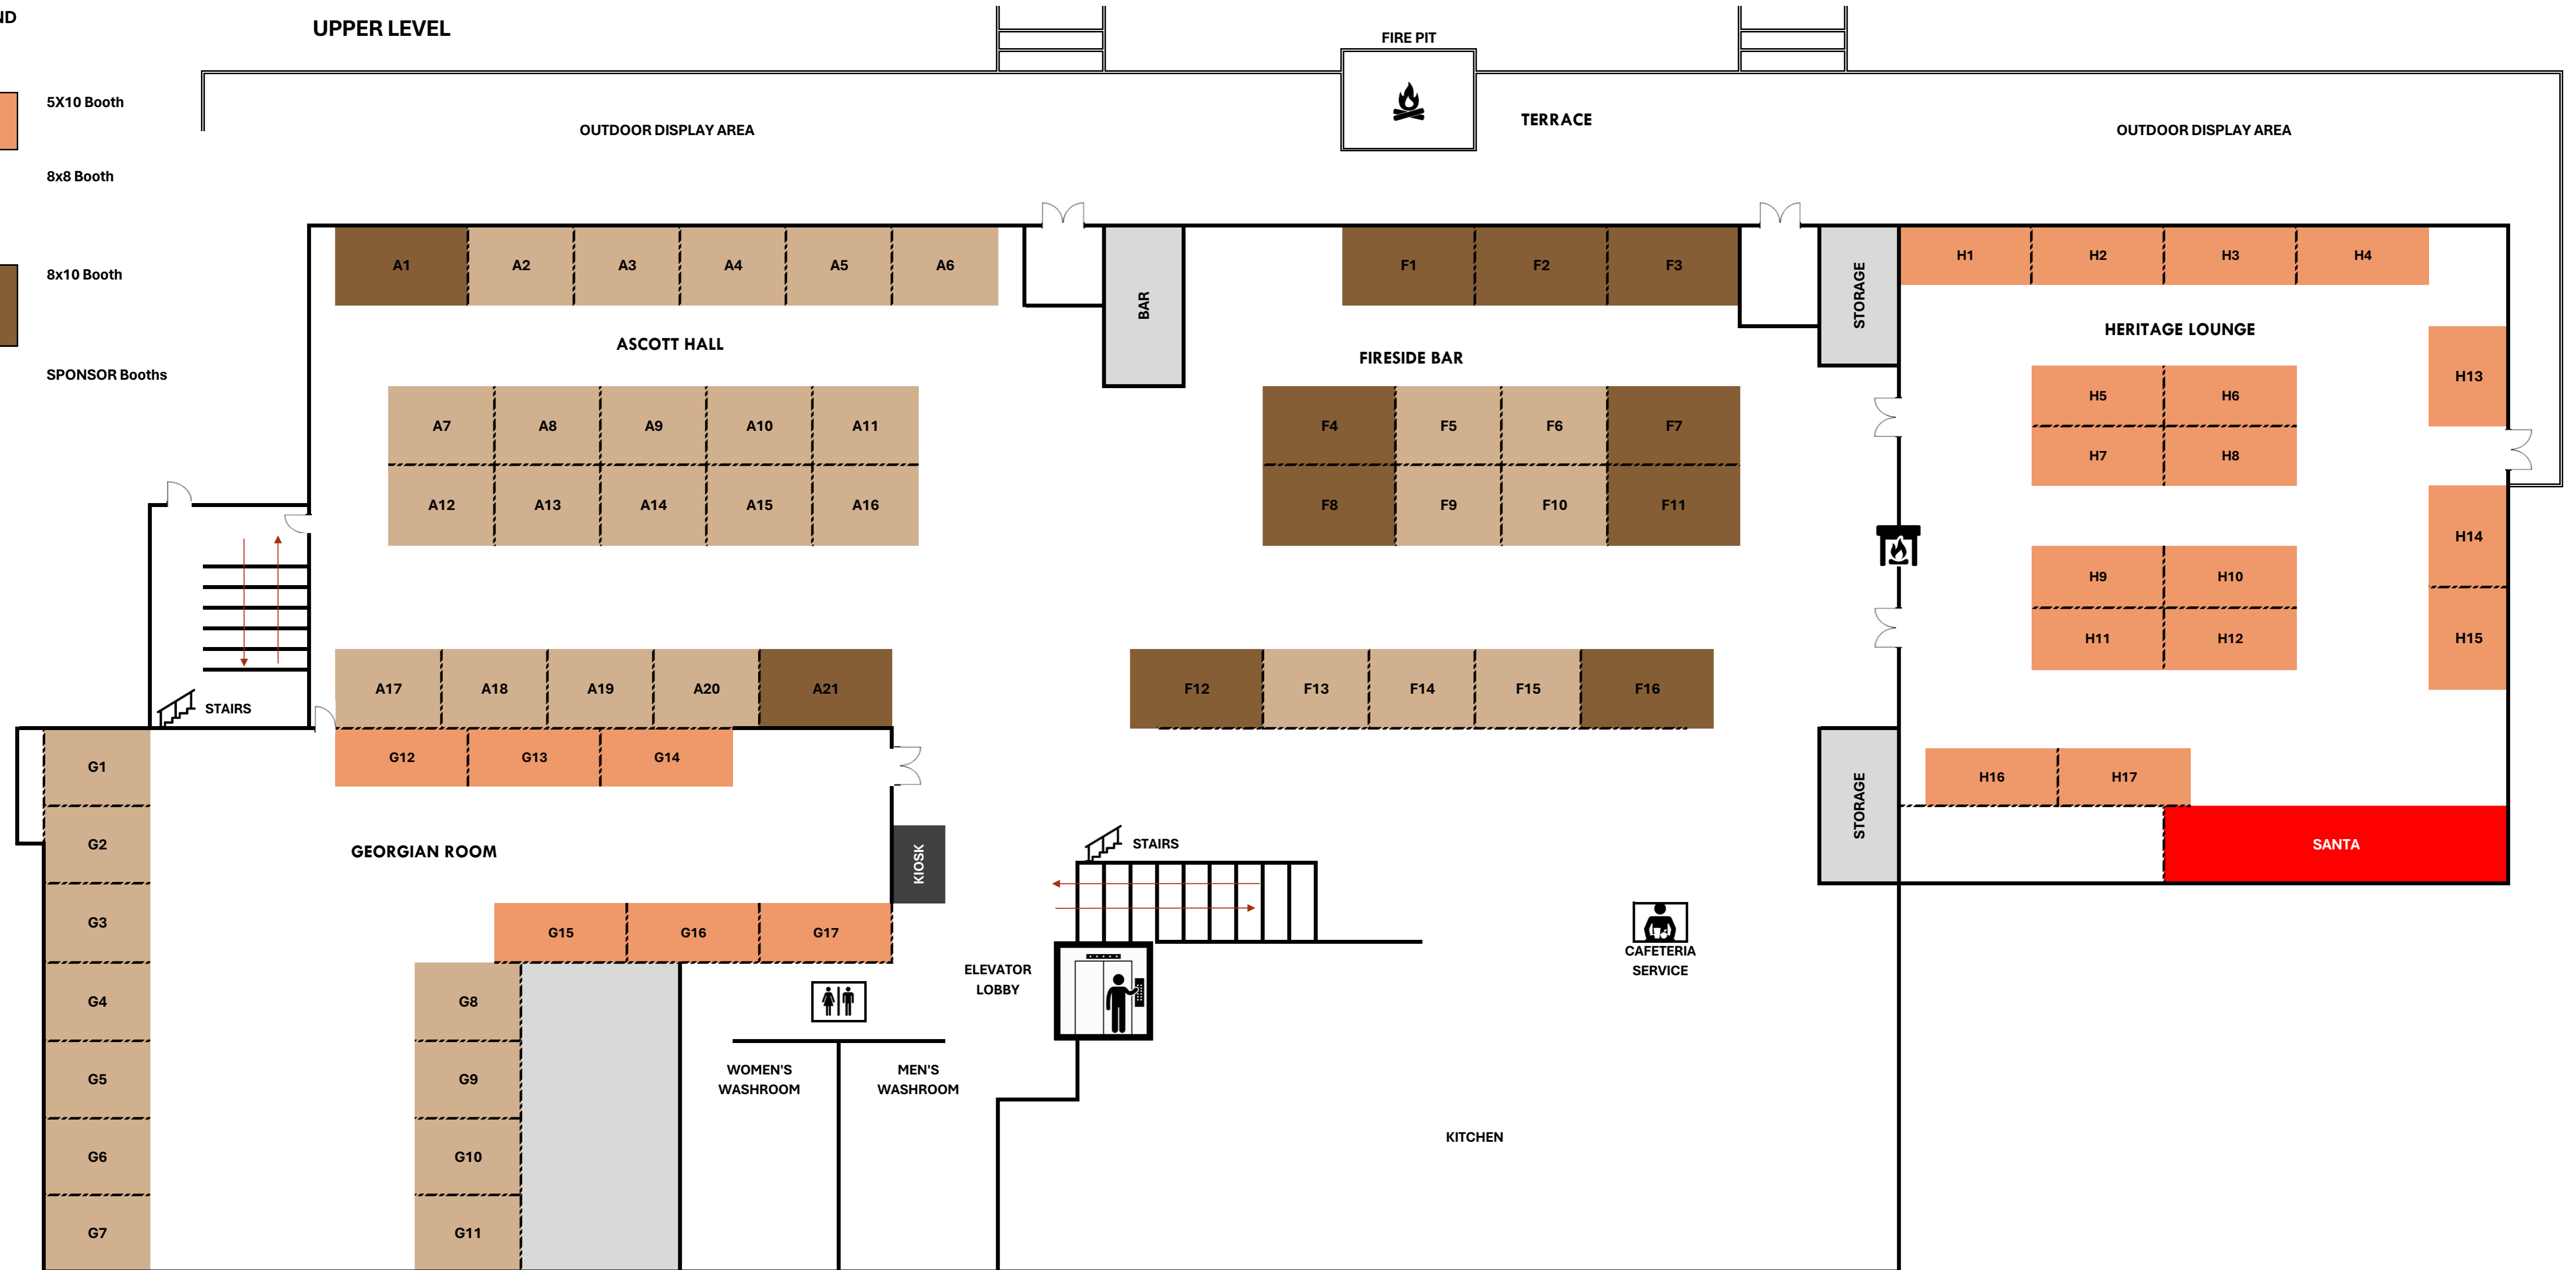 ND
UPPER LEVEL
FIRE PIT
5X10 Booth
TERRACE
OUTDOOR DISPLAY AREA
OUTDOOR DISPLAY AREA
8x8 Booth
8x10 Booth
SPONSOR Booths
A1 A2 A3 A4 A5 A6
BAR
F1 F2 F3
STORAGE
H1 H2 H3 H4
ASCOTT HALL
FIRESIDE BAR
HERITAGE LOUNGE
A7 A8 A9 A10 A11
A12 A13 A14 A15 A16
F4 F5 F6 F7
F8 F9 F10 F11
H13
H5 H6
H7 H8
H14
H9 H10
H11 H12
H15
A17 A18 A19 A20 A21
F12 F13 F14 F15 F16
STAIRS
G12 G13 G14
H16 H17
STORAGE
SANTA
G1
G2
G3
G4
G5
G6
G7
GEORGIAN ROOM
KIOSK
STAIRS
G15 G16 G17
G8
G9
G10
G11
ELEVATOR
LOBBY
CAFETERIA
SERVICE
WOMEN'S
WASHROOM
MEN'S
WASHROOM
KITCHEN